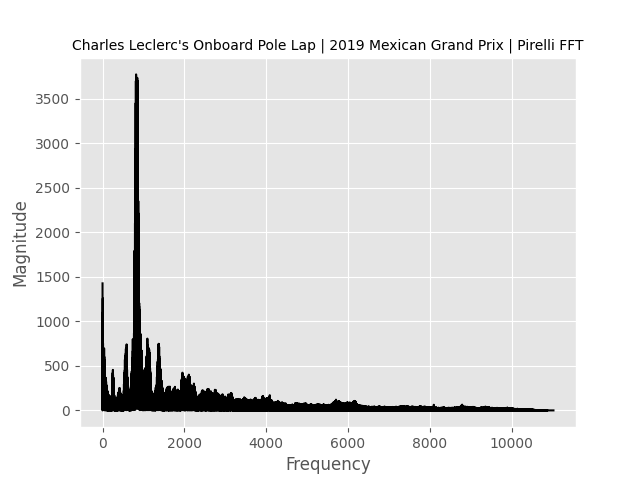 Charles Leclerc's Onboard Pole Lap | 2019 Mexican Grand Prix | Pirelli FFT
3500
3000
2500
2000
1500
1000
500
0
Magnitude
0 2000 4000 6000 8000 10000
Frequency